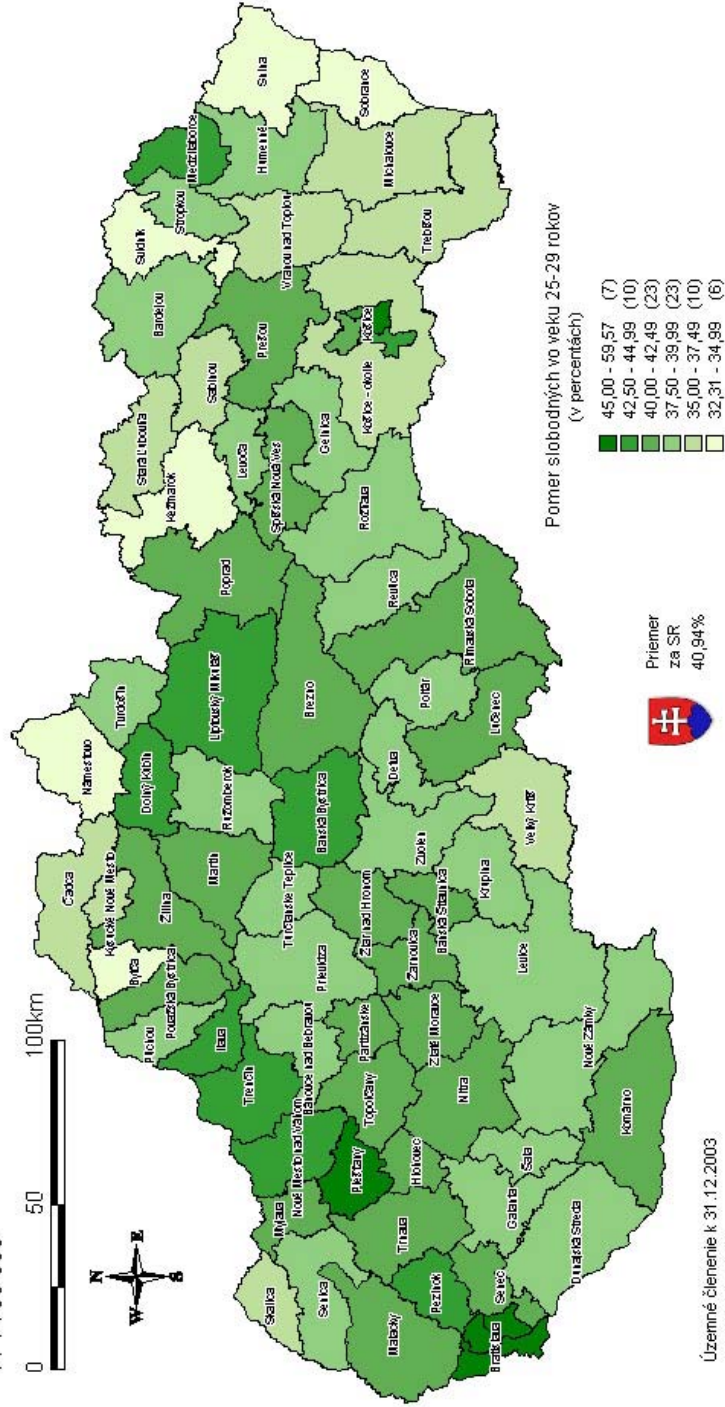 0 50 100km
N
W E
S
Námestovo
Čadca
Tvrdošín
Kysucké Nové Mesto
Dolný Kubín
Stará Ľubovňa
Bardejov
Svidník
Stropkov
Medzilaborce
Snina
Bytča
Žilina
Kežmarok
Sabinov
Púchov
Považská Bystrica
Martin
Ružomberok
Liptovský Mikuláš
Poprad
Levoča
Prešov
Humenné
Vranov nad Topľou
Sobrance
Ilava
Trenčín
Turčianske Teplice
Spišská Nová Ves
Gelnica
Prievidza
Banská Bystrica
Brezno
Košice
Michalovce
Nové Mesto nad Váhom
Bánovce nad Bebravou
Košice - okolie
Myjava
Partizánske
Žiar nad Hronom
Rožňava
Trebišov
Skalica
Topoľčany
Žarnovica
Zvolen
Detva
Revúca
Senica
Piešťany
Banská Štiavnica
Poltár
Hlohovec
Zlaté Moravce
Krupina
Rimavská Sobota
Malacky
Trnava
Nitra
Lučenec
Pezinok
Levice
Veľký Krtíš
Senec
Galanta
Šaľa
Bratislava
Nové Zámky
Dunajská Streda
Komárno
Pomer slobodných vo veku 25-29 rokov
(v percentách)
45,00 - 59,57 (7)
42,50 - 44,99 (10)
40,00 - 42,49 (23)
37,50 - 39,99 (23)
35,00 - 37,49 (10)
32,31 - 34,99 (6)
Priemer
za SR
40,94%
Územné členenie k 31.12.2003